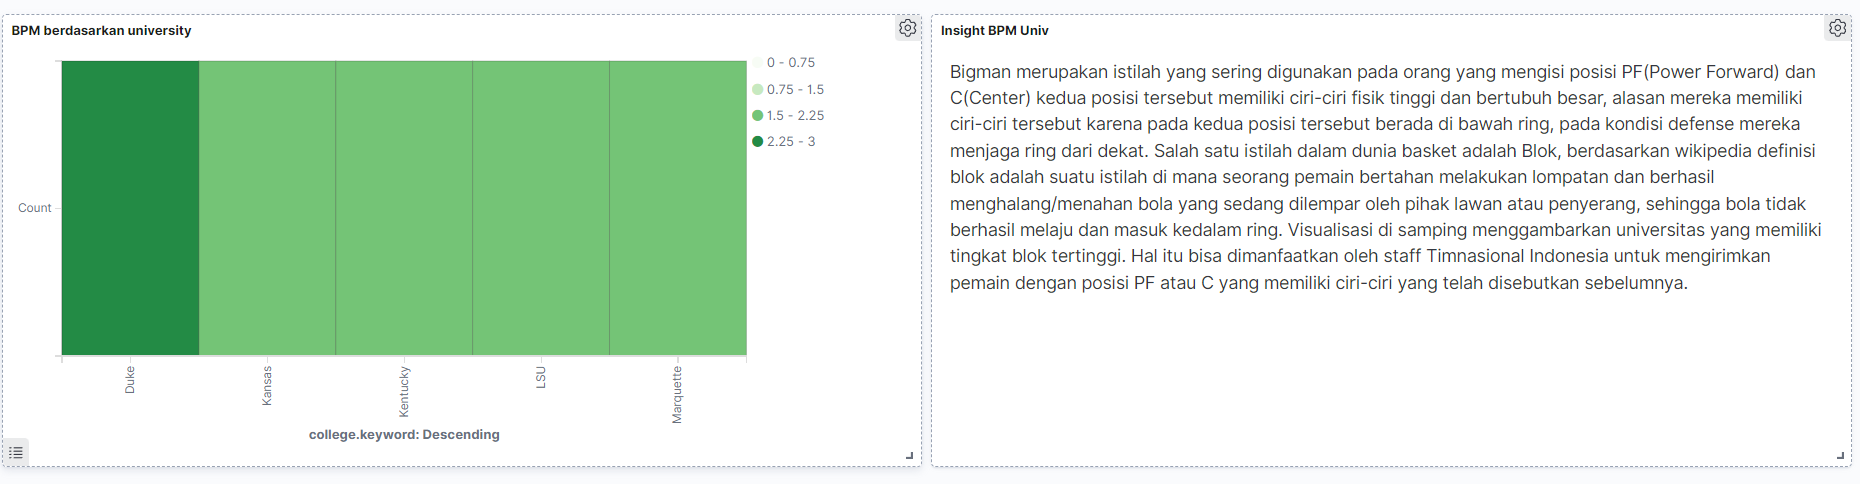 BPM berdasarkan university
0 - 0.75
0.75 - 1.5
1.5 - 2.25
2.25 - 3
Count
Duke
Kansas
Kentucky
LSU
Marquette
college.keyword: Descending
Insight BPM Univ
Bigman merupakan istilah yang sering digunakan pada orang yang mengisi posisi PF(Power Forward) dan
C(Center) kedua posisi tersebut memiliki ciri-ciri fisik tinggi dan bertubuh besar, alasan mereka memiliki
ciri-ciri tersebut karena pada kedua posisi tersebut berada di bawah ring, pada kondisi defense mereka
menjaga ring dari dekat. Salah satu istilah dalam dunia basket adalah Blok, berdasarkan wikipedia definisi
blok adalah suatu istilah di mana seorang pemain bertahan melakukan lompatan dan berhasil
menghalang/menahan bola yang sedang dilempar oleh pihak lawan atau penyerang, sehingga bola tidak
berhasil melaju dan masuk kedalam ring. Visualisasi di samping menggambarkan universitas yang memiliki
tingkat blok tertinggi. Hal itu bisa dimanfaatkan oleh staff Timnasional Indonesia untuk mengirimkan
pemain dengan posisi PF atau C yang memiliki ciri-ciri yang telah disebutkan sebelumnya.